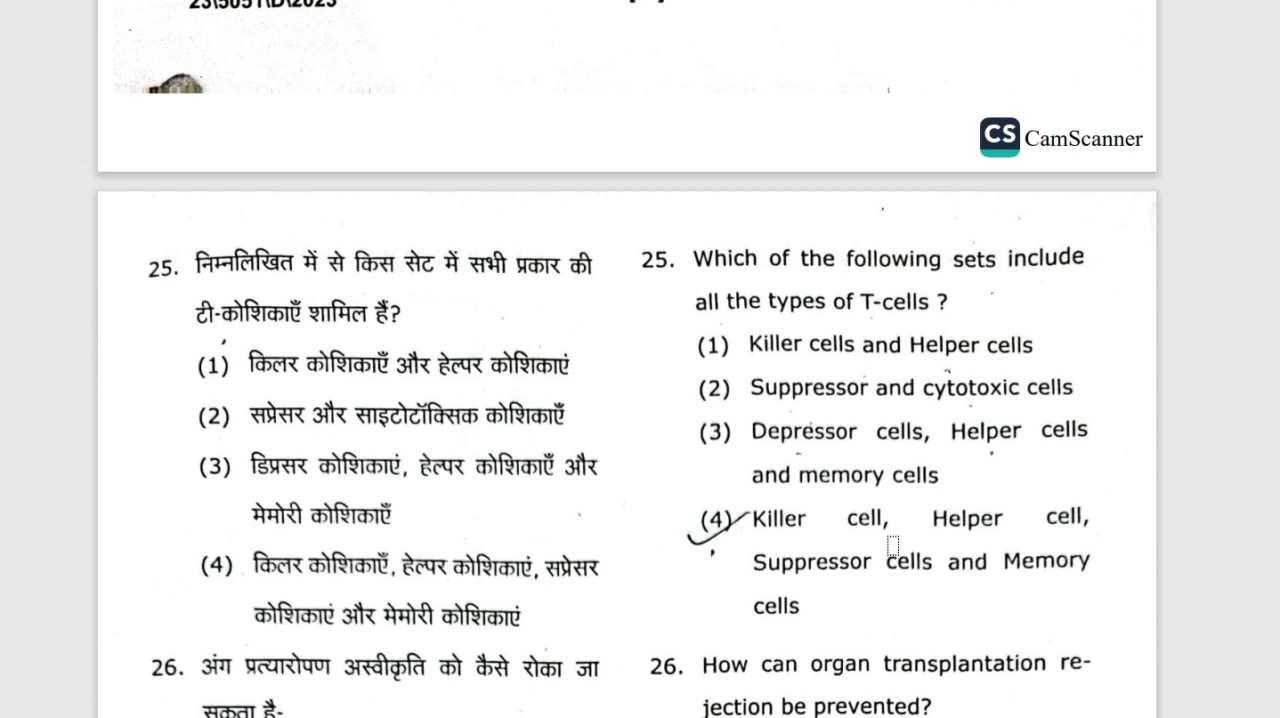 CS CamScanner
25. निम्नलिखित में से किस सेट में सभी प्रकार की
टी-कोशिकाएँ शामिल हैं?
(1) किलर कोशिकाएँ और हेल्पर कोशिकाएं
(2) सप्रेसर और साइटोटॉक्सिक कोशिकाएँ
(3) डिप्रसर कोशिकाएं, हेल्पर कोशिकाएँ और
मेमोरी कोशिकाएँ
(4) किलर कोशिकाएँ, हेल्पर कोशिकाएं, सप्रेसर
कोशिकाएं और मेमोरी कोशिकाएं
26. अंग प्रत्यारोपण अस्वीकृति को कैसे रोका जा
सकता है-
25. Which of the following sets include
all the types of T-cells ?
(1) Killer cells and Helper cells
(2) Suppressor and cytotoxic cells
(3) Depressor cells, Helper cells
and memory cells
(4) Killer cell, Helper cell,
Suppressor cells and Memory
cells
26. How can organ transplantation re-
jection be prevented?